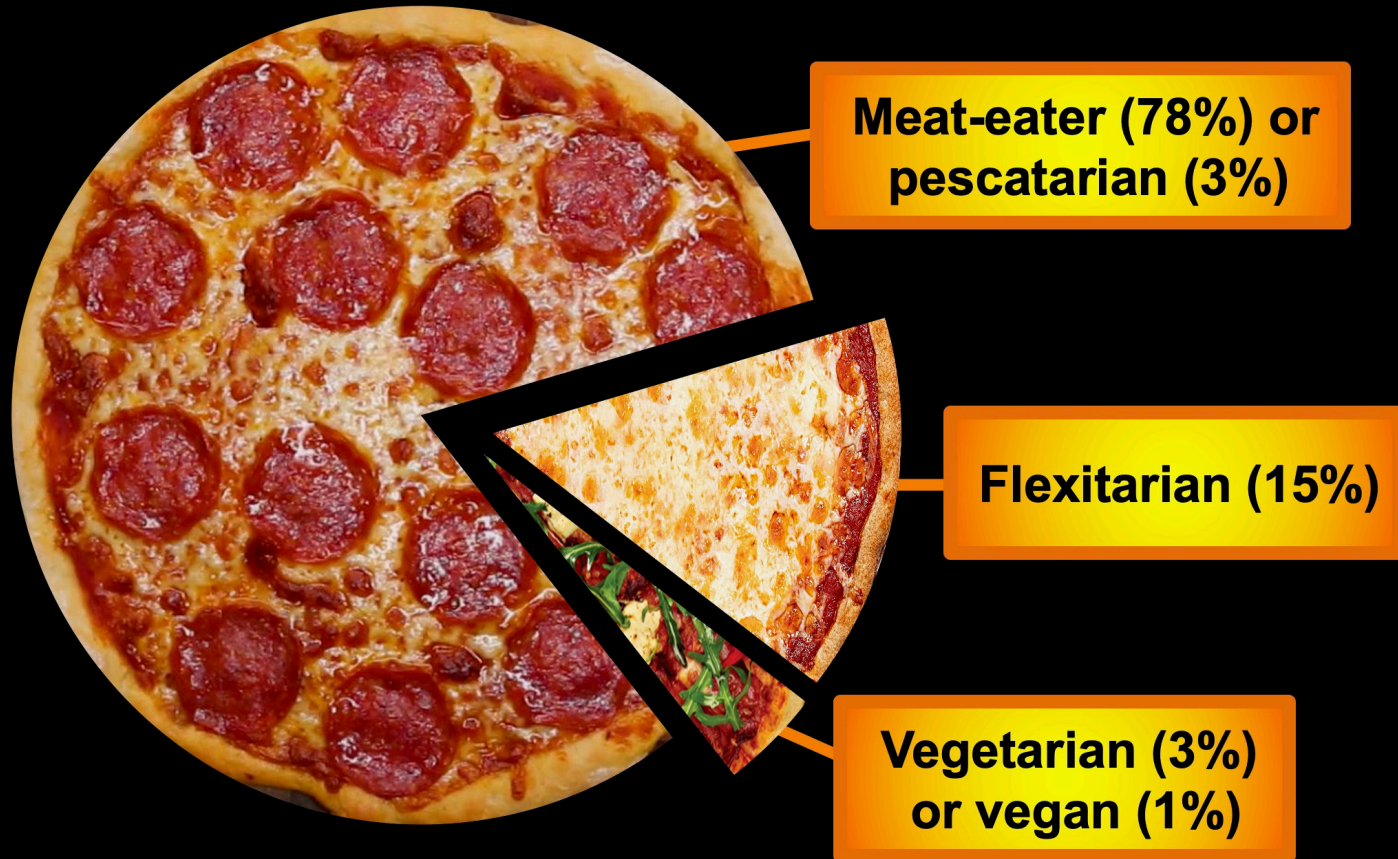 Meat-eater (78%) or
pescatarian (3%)
Flexitarian (15%)
Vegetarian (3%)
or vegan (1%)